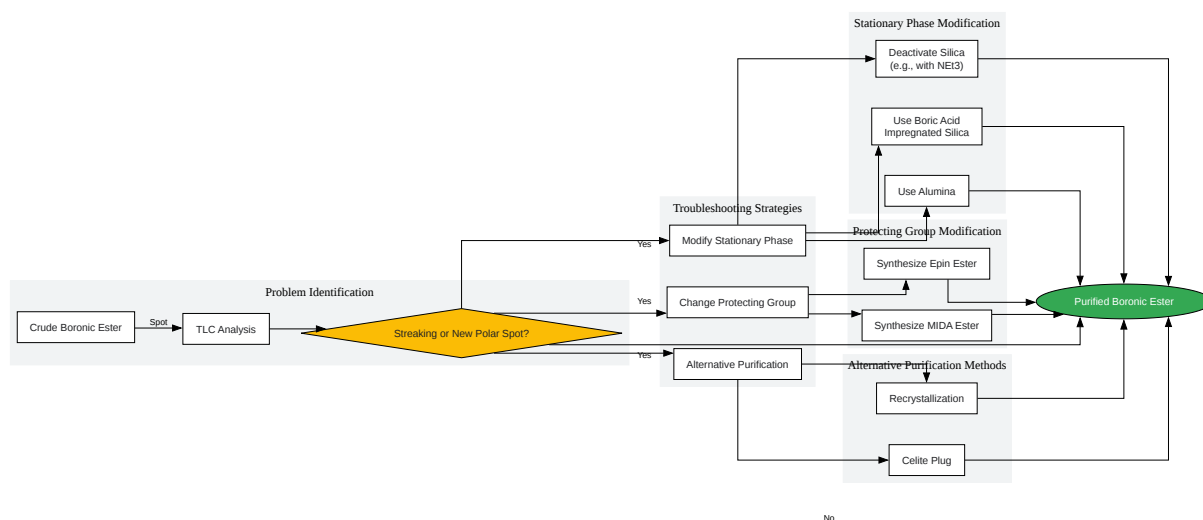 Problem Identification
Crude Boronic Ester
Spot
TLC Analysis
Streaking or New Polar Spot?
Yes
Yes
Yes
No
Troubleshooting Strategies
Modify Stationary Phase
Change Protecting Group
Alternative Purification
Stationary Phase Modification
Deactivate Silica
(e.g., with NEt3)
Use Boric Acid
Impregnated Silica
Use Alumina
Protecting Group Modification
Synthesize Epin Ester
Synthesize MIDA Ester
Alternative Purification Methods
Recrystallization
Celite Plug
Purified Boronic Ester